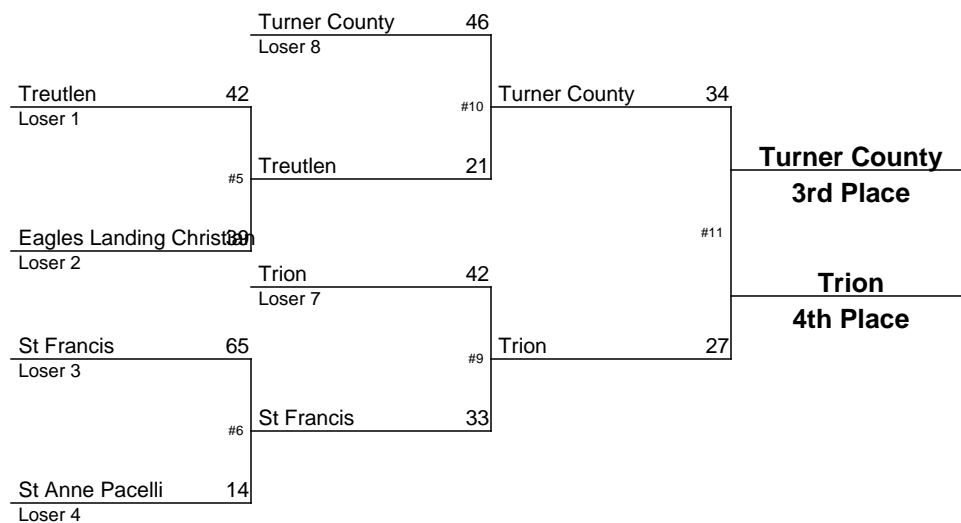 Turner County 46
Loser 8
Treutlen 42
Loser 1
#10
Turner County 34
Treutlen 21
#5
Turner County
3rd Place
Eagles Landing Christian 39
Loser 2
#11
Trion 42
Loser 7
Trion
4th Place
St Francis 65
Loser 3
#9
Trion 27
St Francis 33
#6
St Anne Pacelli 14
Loser 4